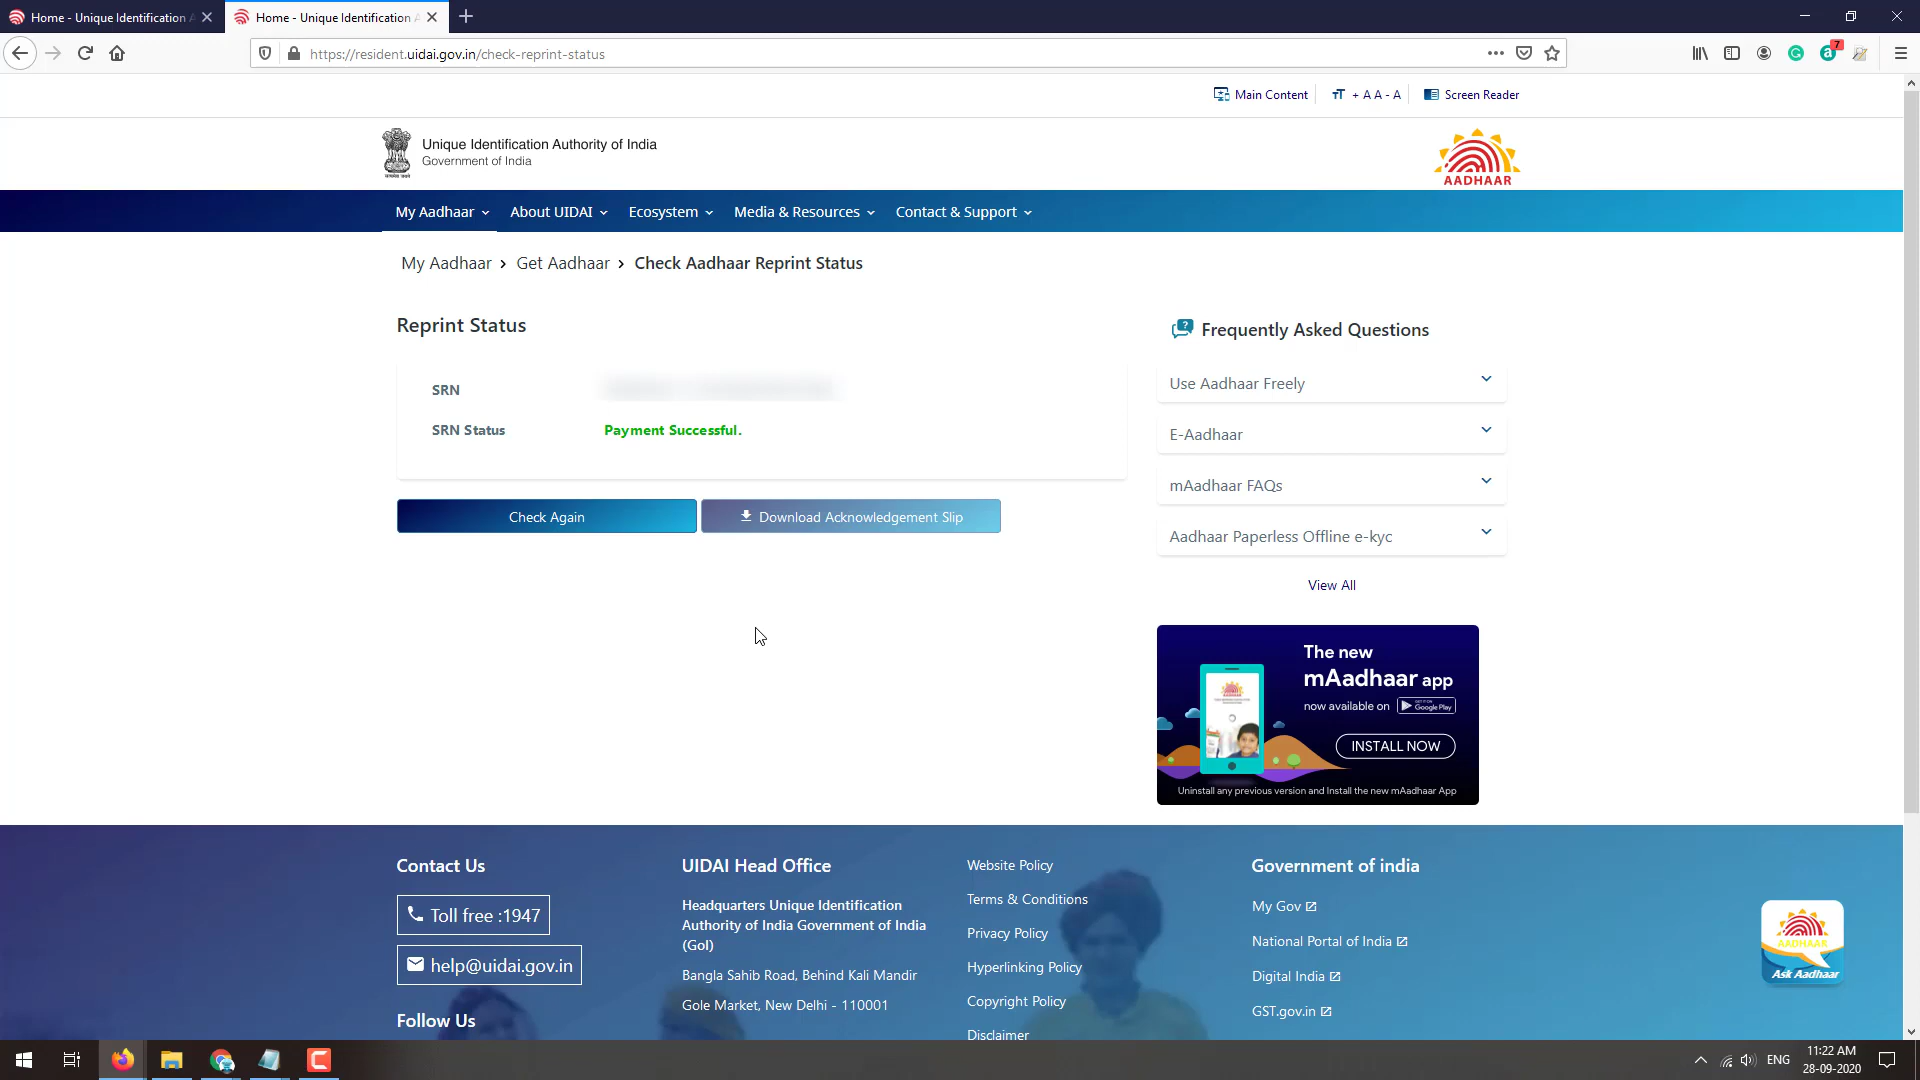 Home - Unique Identification A
Home - Unique Identification A
https://resident.uidai.gov.in/check-reprint-status
7
Main Content
+ A A - A
Screen Reader
Unique Identification Authority of India
Government of India
AADHAAR
My Aadhaar
About UIDAI
Ecosystem
Media & Resources
Contact & Support
My Aadhaar > Get Aadhaar > Check Aadhaar Reprint Status
Reprint Status
SRN
SRN Status
Payment Successful.
Check Again
Download Acknowledgement Slip
Frequently Asked Questions
Use Aadhaar Freely
E-Aadhaar
mAadhaar FAQs
Aadhaar Paperless Offline e-kyc
View All
The new
mAadhaar app
now available on
GET IT ON
Google Play
INSTALL NOW
Uninstall any previous version and Install the new mAadhaar App
Contact Us
Toll free :1947
help@uidai.gov.in
Follow Us
UIDAI Head Office
Headquarters Unique Identification
Authority of India Government of India
(GoI)
Bangla Sahib Road, Behind Kali Mandir
Gole Market, New Delhi - 110001
Website Policy
Terms & Conditions
Privacy Policy
Hyperlinking Policy
Copyright Policy
Disclaimer
Government of india
My Gov
National Portal of India
Digital India
GST.gov.in
AADHAAR
Ask Aadhaar
ENG
11:22 AM
28-09-2020